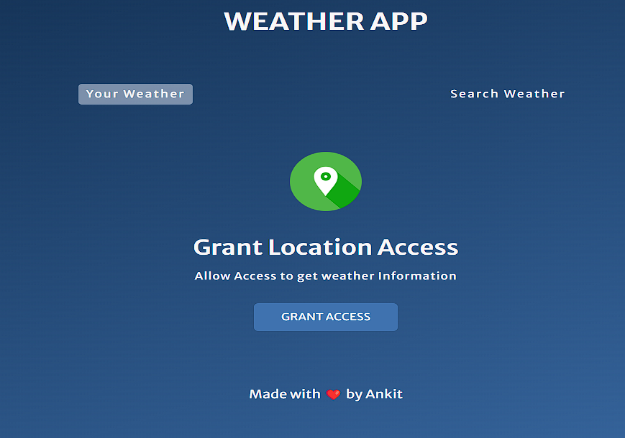 WEATHER APP
Your Weather
Search Weather
Grant Location Access
Allow Access to get weather Information
GRANT ACCESS
Made with ❤️ by Ankit